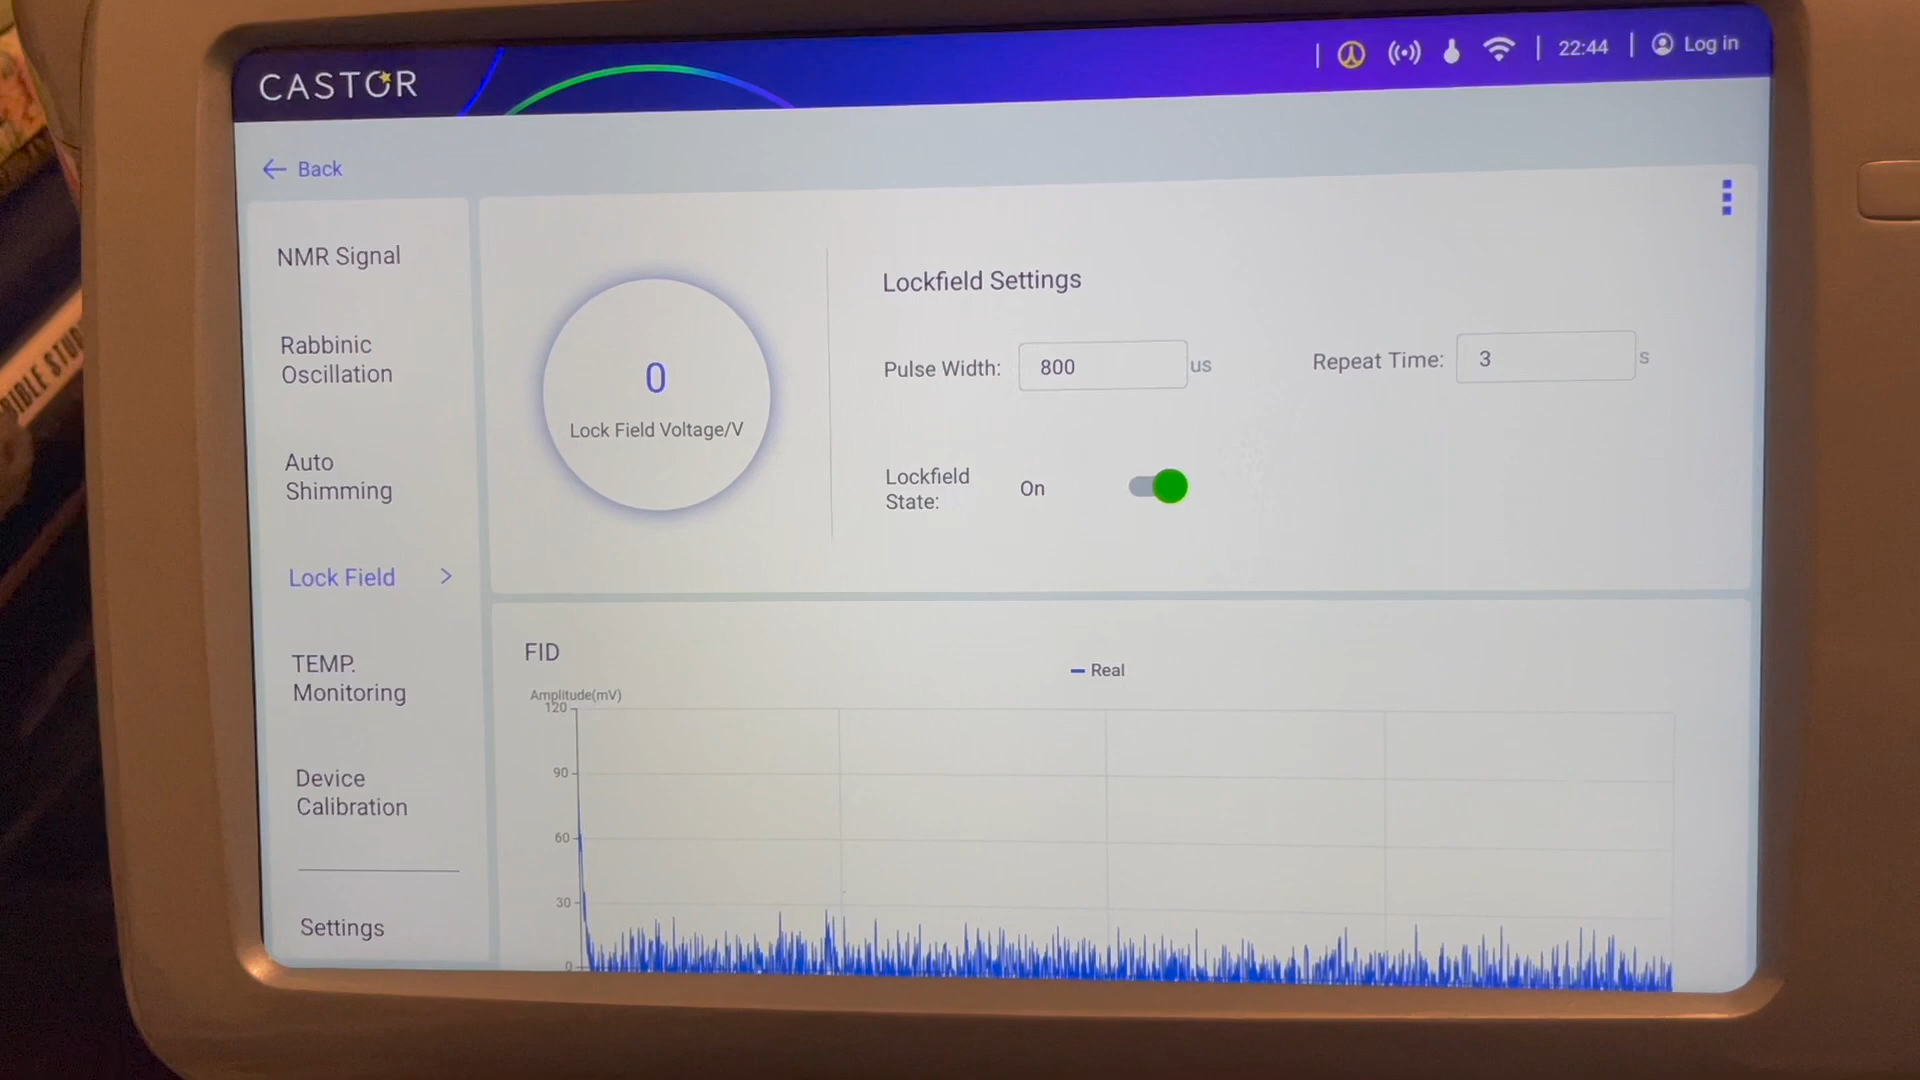 CASTOR
22:44
Log in
Back
NMR Signal
Rabbinic
Oscillation
Auto
Shimming
Lock Field
TEMP.
Monitoring
Device
Calibration
Settings
0
Lock Field Voltage/V
Lockfield Settings
Pulse Width: 800 us
Repeat Time: 3 s
Lockfield
State:
On
FID
Real
Amplitude(mV)
120
90
60
30
0
BIBLE STUD